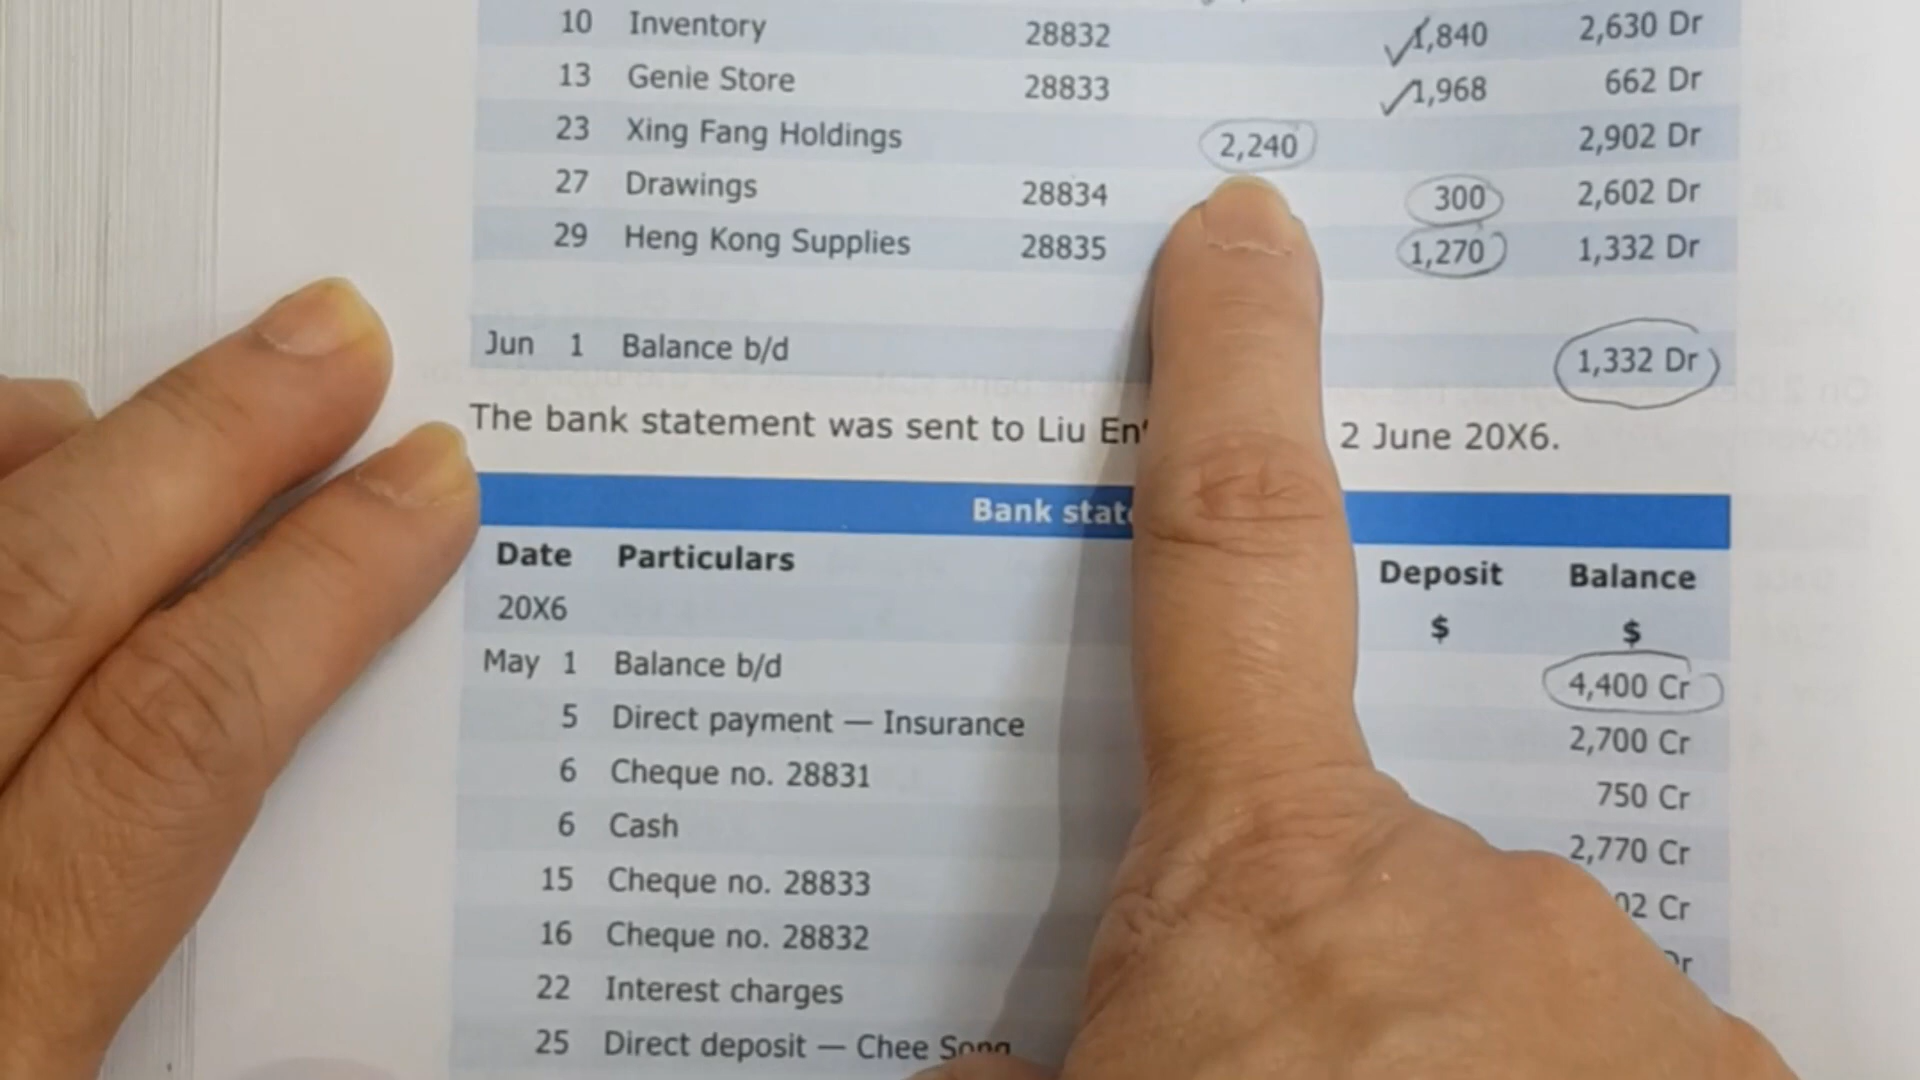 10 Inventory 28832 1,840 2,630 Dr
13 Genie Store 28833 1,968 662 Dr
23 Xing Fang Holdings 2,240 2,902 Dr
27 Drawings 28834 300 2,602 Dr
29 Heng Kong Supplies 28835 1,270 1,332 Dr
Jun 1 Balance b/d 1,332 Dr
The bank statement was sent to Liu 2 June 20X6.
Bank
Date Particulars Deposit Balance
20X6 $ $
May 1 Balance b/d 4,400 Cr
5 Direct payment — Insurance 2,700 Cr
6 Cheque no. 28831 750 Cr
6 Cash 2,770 Cr
15 Cheque no. 28833 Cr
16 Cheque no. 28832
22 Interest charges
25 Direct deposit — Chee Song